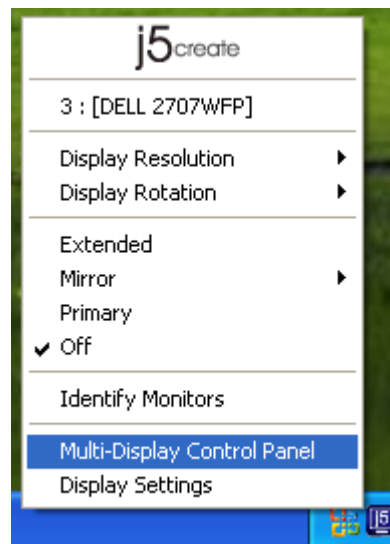 j5create
3 : [DELL 2707WFP]
Display Resolution
Display Rotation
Extended
Mirror
Primary
Off
Identify Monitors
Multi-Display Control Panel
Display Settings
j5